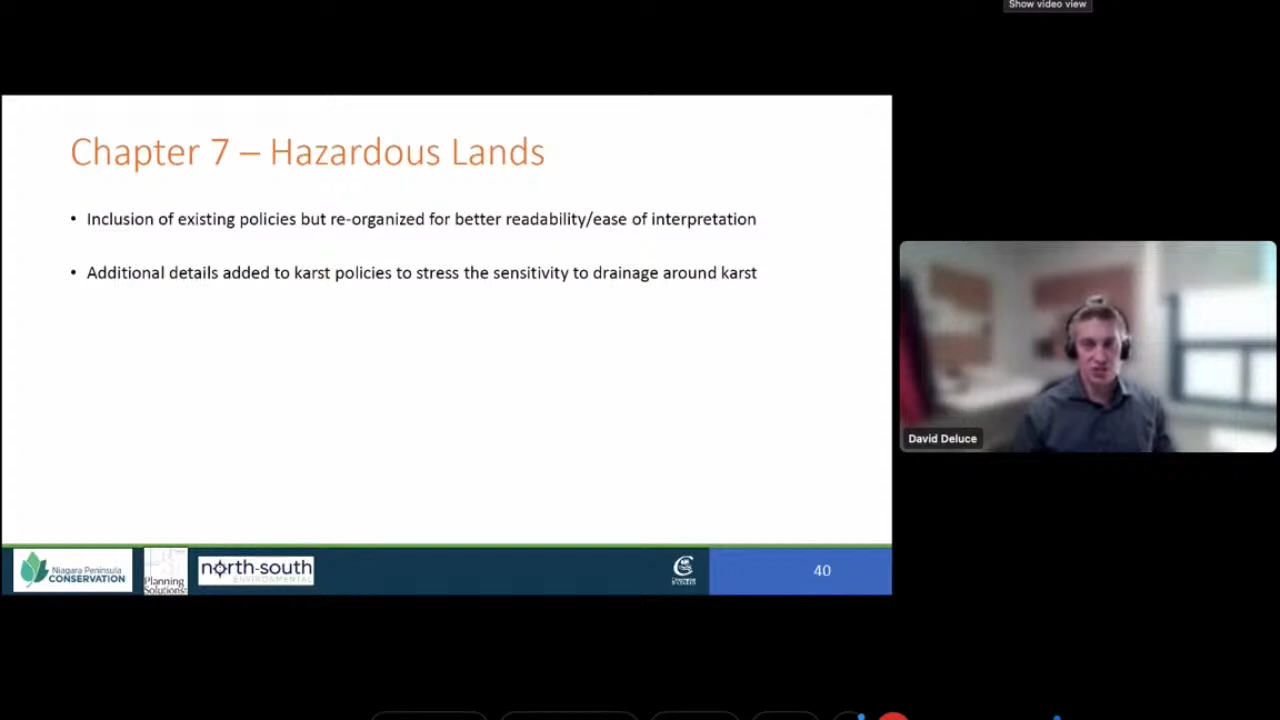 Show video view
Chapter 7 – Hazardous Lands
• Inclusion of existing policies but re-organized for better readability/ease of interpretation
• Additional details added to karst policies to stress the sensitivity to drainage around karst
David Deluce
Niagara Peninsula
CONSERVATION
Planning
Solutions
north-south
ENVIRONMENTAL
40